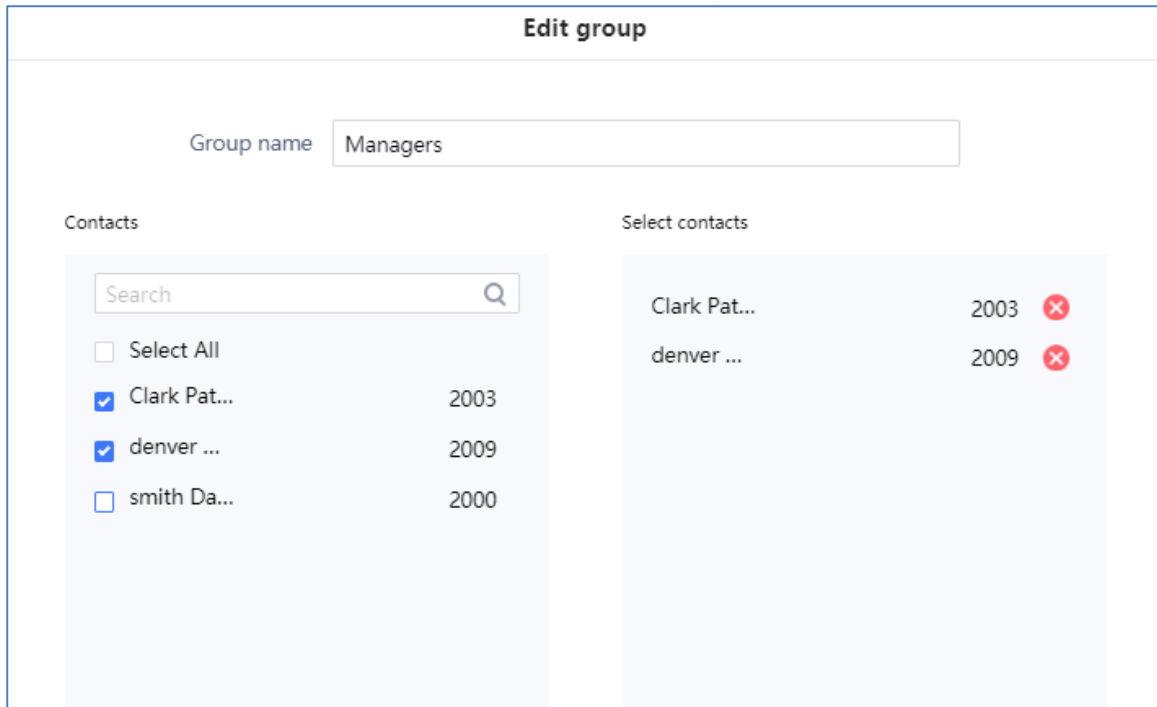 Edit group
Group name Managers
Contacts
Search
Select All
Clark Pat... 2003
denver ... 2009
smith Da... 2000
Select contacts
Clark Pat... 2003
denver ... 2009